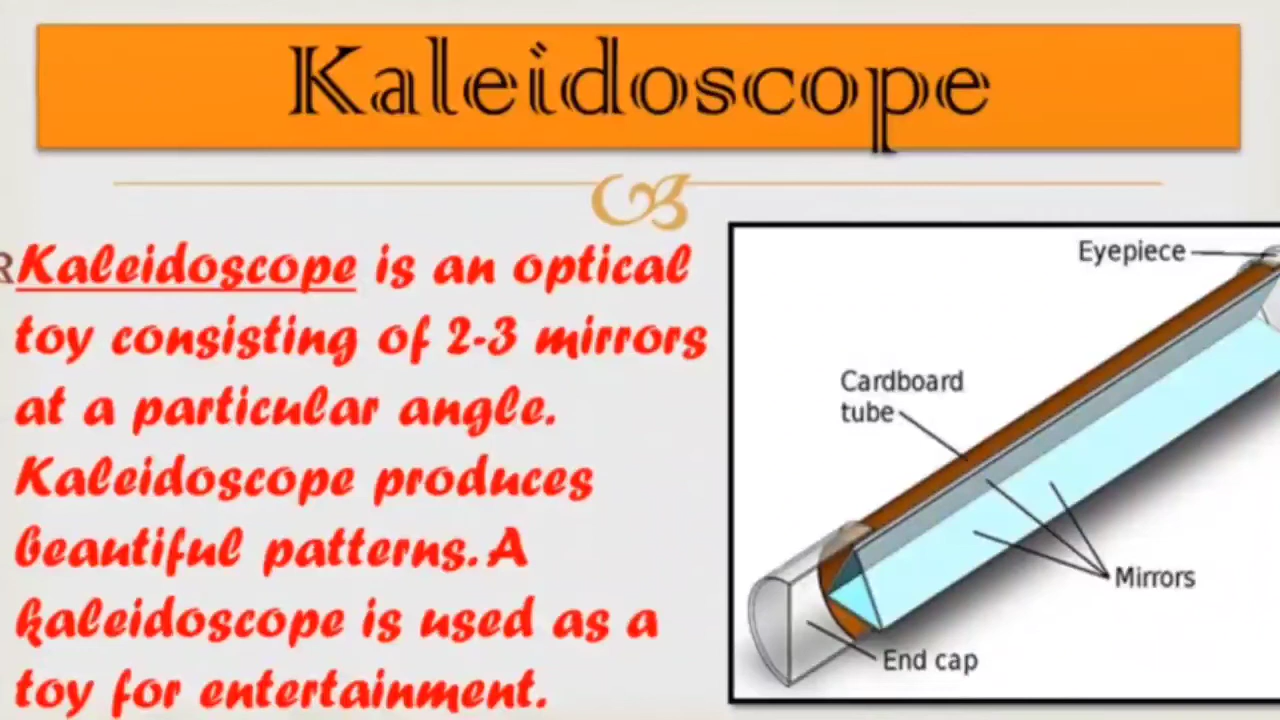 Kaleidoscope
Kaleidoscope is an optical
toy consisting of 2-3 mirrors
at a particular angle.
Kaleidoscope produces
beautiful patterns. A
kaleidoscope is used as a
toy for entertainment.
Eyepiece
Cardboard
tube
Mirrors
End cap